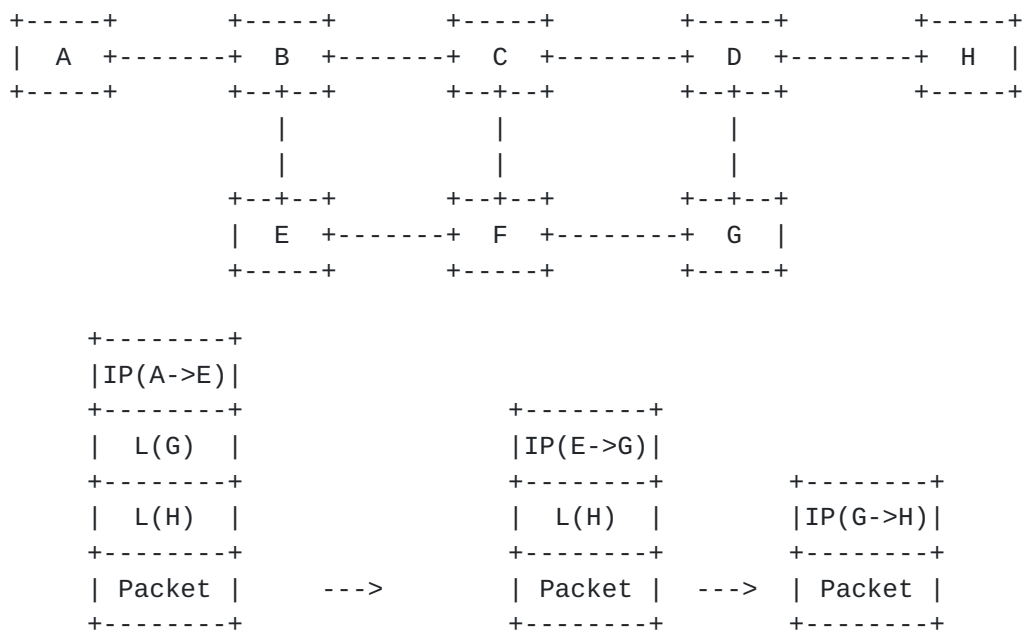 +-----+       +-----+       +-----+        +-----+        +-----+
|  A  +-------+  B  +-------+  C  +--------+  D  +--------+  H  |
+-----+       +--+--+       +--+--+        +--+--+        +-----+
                 |             |              |
                 |             |              |
              +--+--+       +--+--+        +--+--+
              |  E  +-------+  F  +--------+  G  |
              +-----+       +-----+        +-----+

     +--------+
     |IP(A->E)|
     +--------+                 +--------+
     |  L(G)  |                 |IP(E->G)|
     +--------+                 +--------+        +--------+
     |  L(H)  |                 |  L(H)  |        |IP(G->H)|
     +--------+                 +--------+        +--------+
     | Packet |     --->        | Packet |  --->  | Packet |
     +--------+                 +--------+        +--------+